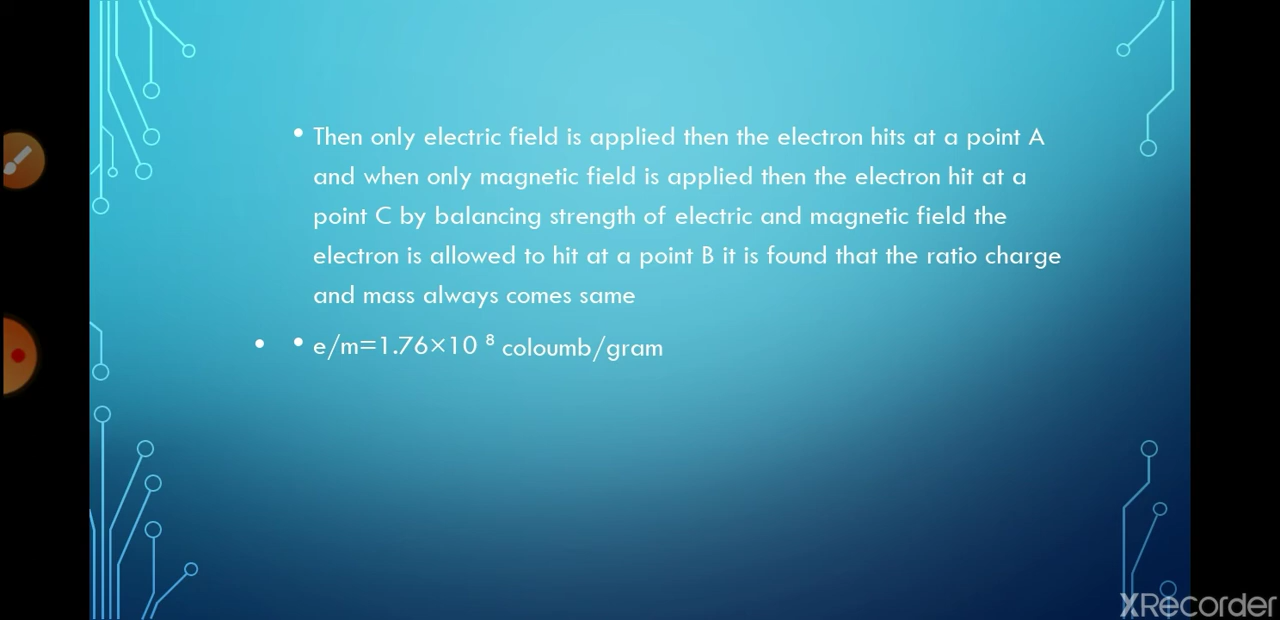 • Then only electric field is applied then the electron hits at a point A
and when only magnetic field is applied then the electron hit at a
point C by balancing strength of electric and magnetic field the
electron is allowed to hit at a point B it is found that the ratio charge
and mass always comes same
• • e/m=1.76×10 ⁸ coloumb/gram
XRecorder